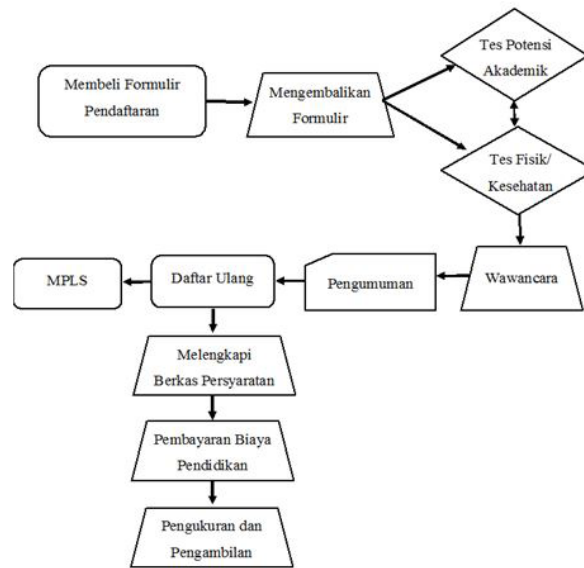 Membeli Formulir
Pendaftaran
Mengembalikan
Formulir
Tes Potensi
Akademik
Tes Fisik/
Kesehatan
Wawancara
Pengumuman
Daftar Ulang
MPLS
Melengkapi
Berkas Persyaratan
Pembayaran Biaya
Pendidikan
Pengukuran dan
Pengambilan